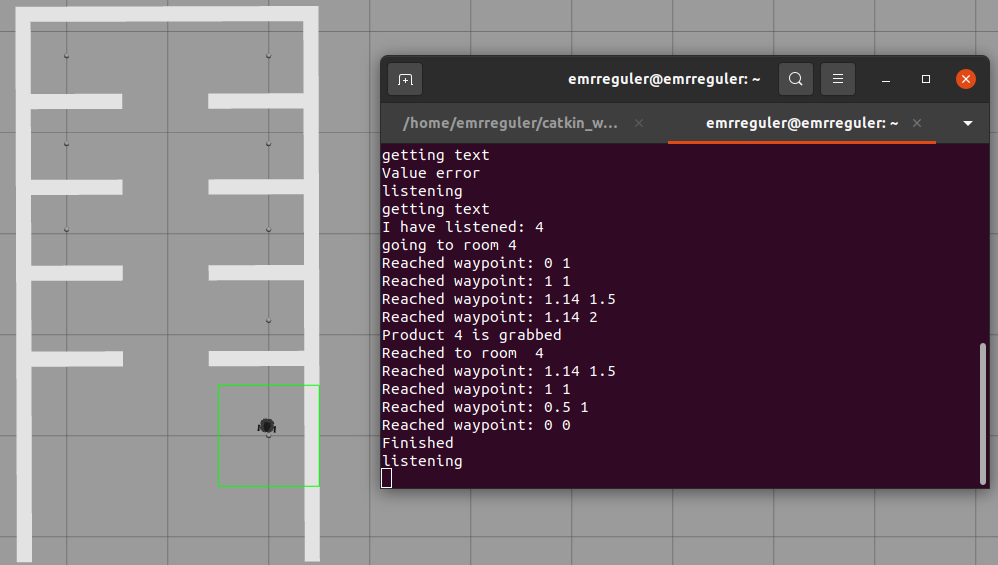 emrreguler@emrreguler: ~
/home/emrreguler/catkin_w...
emrreguler@emrreguler: ~
getting text
Value error
listening
getting text
I have listened: 4
going to room 4
Reached waypoint: 0 1
Reached waypoint: 1 1
Reached waypoint: 1.14 1.5
Reached waypoint: 1.14 2
Product 4 is grabbed
Reached to room  4
Reached waypoint: 1.14 1.5
Reached waypoint: 1 1
Reached waypoint: 0.5 1
Reached waypoint: 0 0
Finished
listening